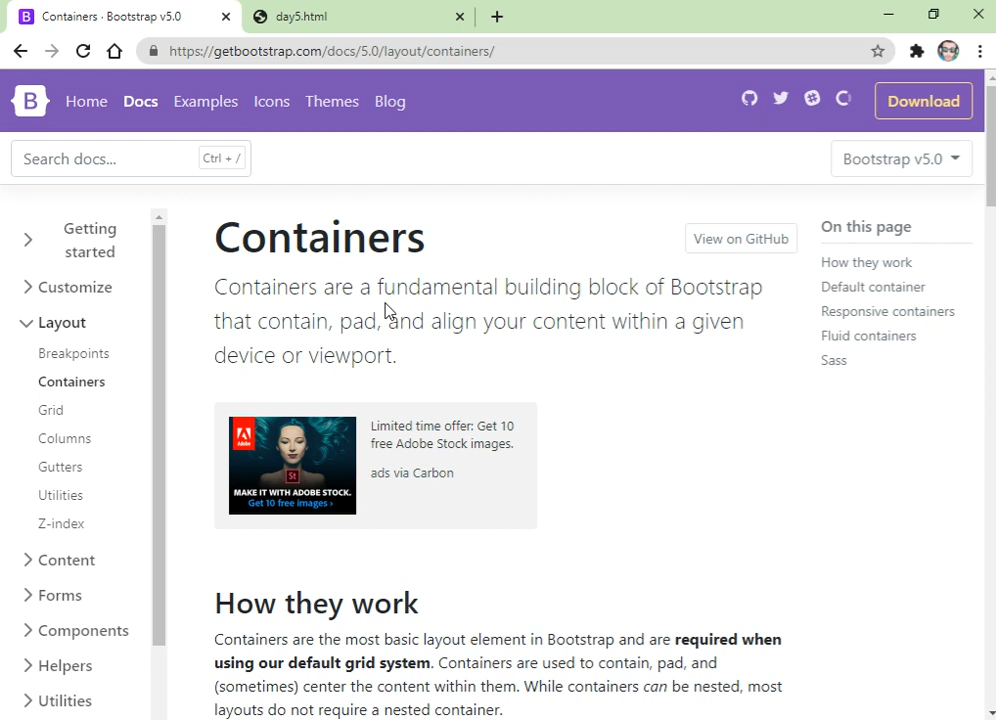 Containers · Bootstrap v5.0
day5.html
https://getbootstrap.com/docs/5.0/layout/containers/
B Home Docs Examples Icons Themes Blog Download
Search docs... Ctrl + /
Bootstrap v5.0
Getting
started
Customize
Layout
Breakpoints
Containers
Grid
Columns
Gutters
Utilities
Z-index
Content
Forms
Components
Helpers
Utilities
Containers
View on GitHub
Containers are a fundamental building block of Bootstrap
that contain, pad, and align your content within a given
device or viewport.
Adobe
St
MAKE IT WITH ADOBE STOCK.
Get 10 free images ›
Limited time offer: Get 10
free Adobe Stock images.
ads via Carbon
How they work
Containers are the most basic layout element in Bootstrap and are required when
using our default grid system. Containers are used to contain, pad, and
(sometimes) center the content within them. While containers can be nested, most
layouts do not require a nested container.
On this page
How they work
Default container
Responsive containers
Fluid containers
Sass